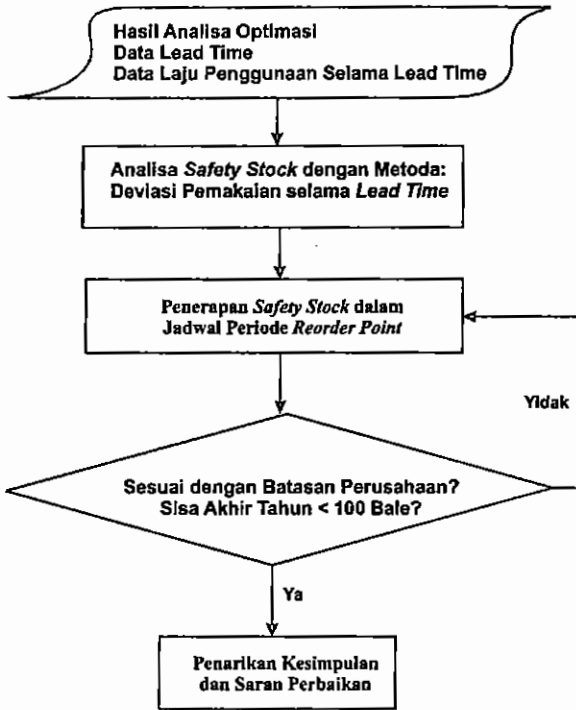 Hasil Analisa Optimasi
Data Lead Time
Data Laju Penggunaan Selama Lead Time
Analisa Safety Stock dengan Metoda:
Deviasi Pemakaian selama Lead Time
Penerapan Safety Stock dalam
Jadwal Periode Reorder Point
Yidak
Sesuai dengan Batasan Perusahaan?
Sisa Akhir Tahun < 100 Bale?
Ya
Penarikan Kesimpulan
dan Saran Perbaikan